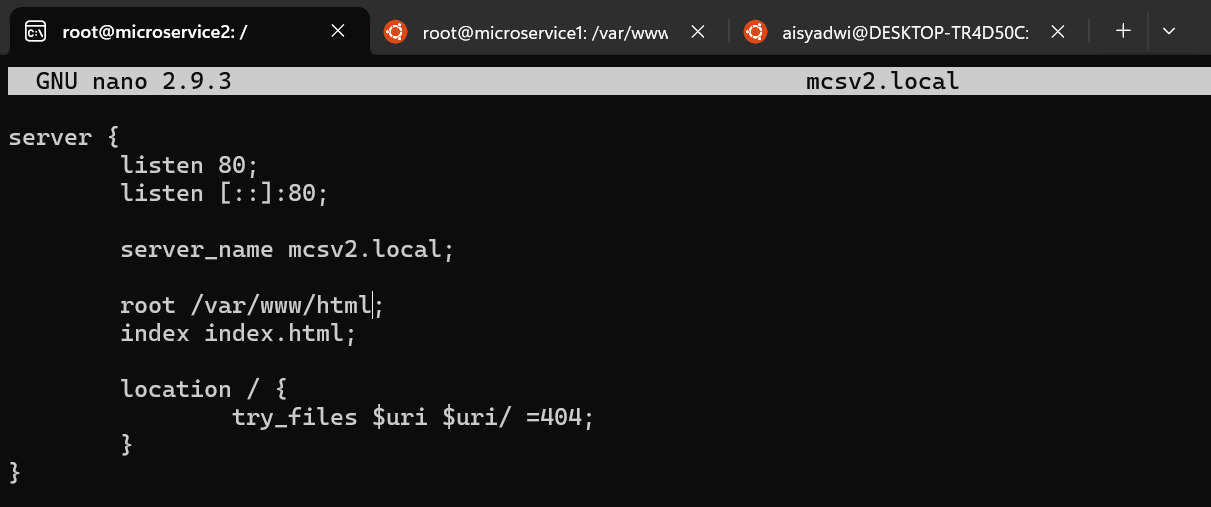 root@microservice2: /
root@microservice1: /var/www
aisyadwi@DESKTOP-TR4D50C:
GNU nano 2.9.3
mcsv2.local
server {
listen 80;
listen [::]:80;
server_name mcsv2.local;
root /var/www/html;
index index.html;
location / {
try_files $uri $uri/ =404;
}
}